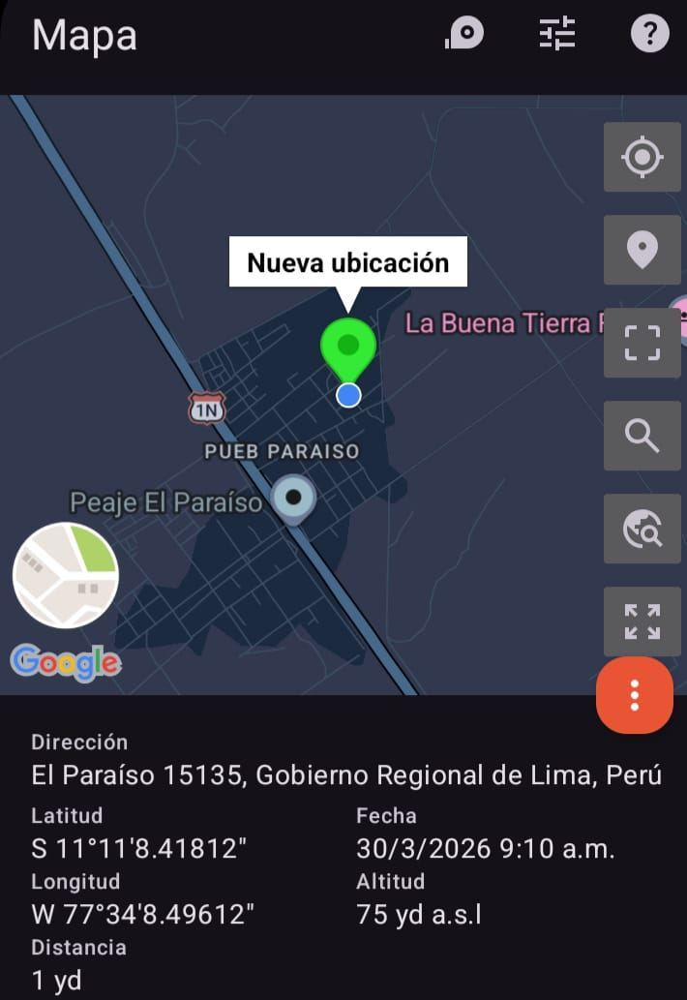 Mapa
?
Nueva ubicación
La Buena Tierra
1N
PUEB PARAISO
Peaje El Paraíso
Google
Dirección
El Paraíso 15135, Gobierno Regional de Lima, Perú
Latitud
S 11°11'8.41812"
Fecha
30/3/2026 9:10 a.m.
Longitud
W 77°34'8.49612"
Altitud
75 yd a.s.l
Distancia
1 yd